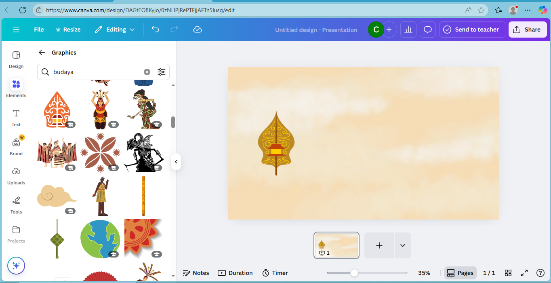 File
Resize
Editing
Untitled design - Presentation
C
Send to teacher
Share
Design
Elements
Text
Brand
Uploads
Tools
Projects
Graphics
budaya
1
Notes
Duration
Timer
35%
Pages
1 / 1